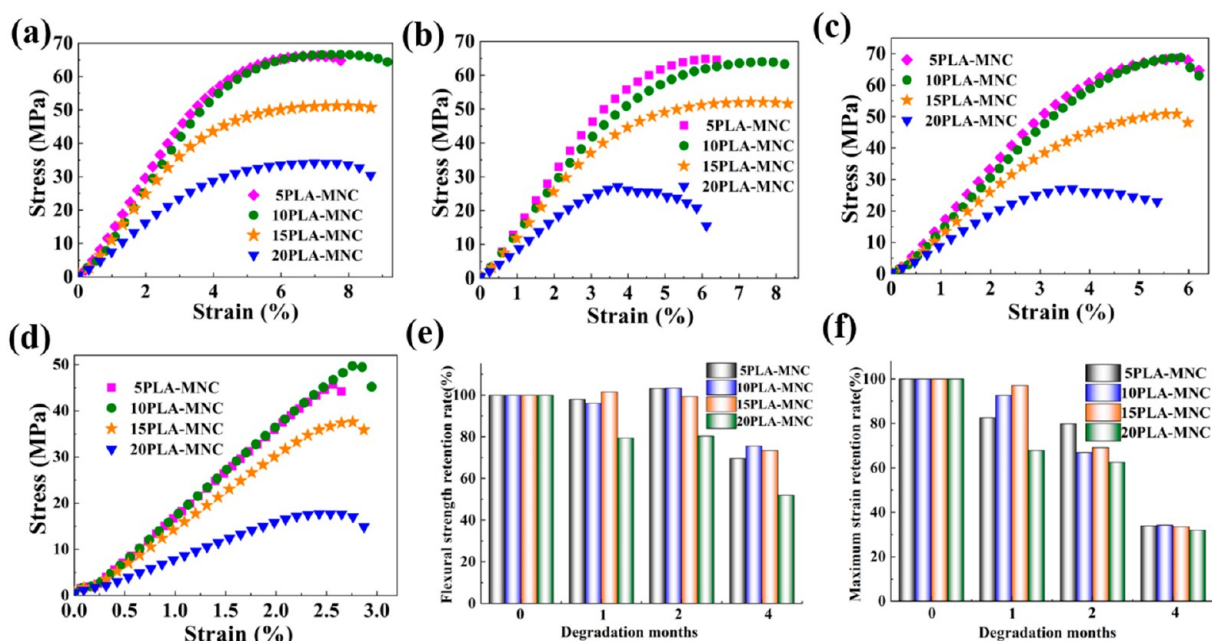 (a)
70
60
50
40
30
20
10
0
Stress (MPa)
5PLA-MNC
10PLA-MNC
15PLA-MNC
20PLA-MNC
0 2 4 6 8
Strain (%)
(b)
70
60
50
40
30
20
10
0
Stress (MPa)
5PLA-MNC
10PLA-MNC
15PLA-MNC
20PLA-MNC
0 1 2 3 4 5 6 7 8
Strain (%)
(c)
70
60
50
40
30
20
10
0
Stress (MPa)
5PLA-MNC
10PLA-MNC
15PLA-MNC
20PLA-MNC
0 1 2 3 4 5 6
Strain (%)
(d)
50
40
30
20
10
0
Stress (MPa)
5PLA-MNC
10PLA-MNC
15PLA-MNC
20PLA-MNC
0.0 0.5 1.0 1.5 2.0 2.5 3.0
Strain (%)
(e)
100
80
60
40
20
0
Flexural strength retention rate(%)
5PLA-MNC
10PLA-MNC
15PLA-MNC
20PLA-MNC
0 1 2 4
Degradation months
(f)
100
80
60
40
20
0
Maximum strain retention rate(%)
5PLA-MNC
10PLA-MNC
15PLA-MNC
20PLA-MNC
0 1 2 4
Degradation months